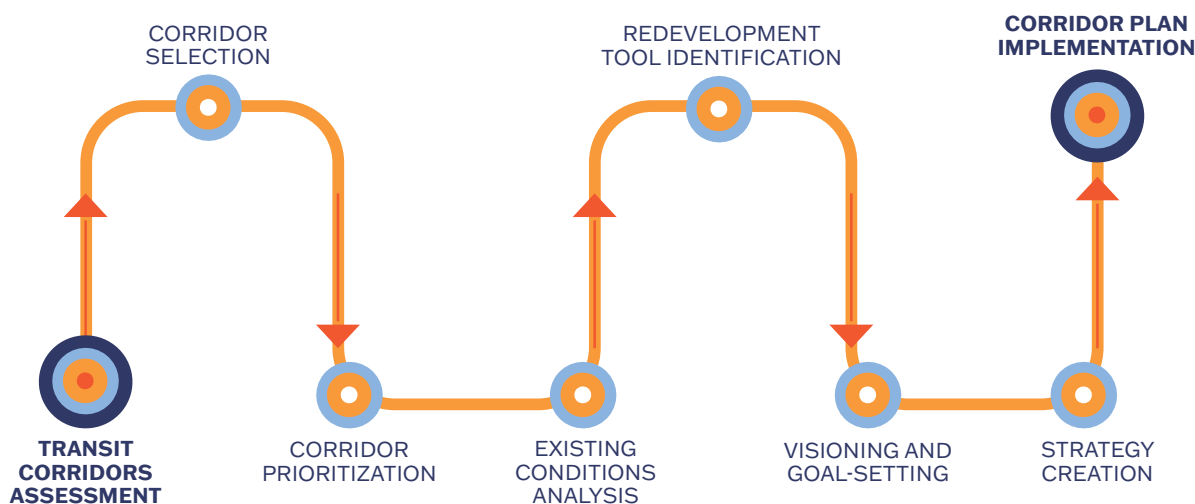 CORRIDOR
SELECTION
REDEVELOPMENT
TOOL IDENTIFICATION
CORRIDOR PLAN
IMPLEMENTATION
TRANSIT
CORRIDORS
ASSESSMENT
CORRIDOR
PRIORITIZATION
EXISTING
CONDITIONS
ANALYSIS
VISIONING AND
GOAL-SETTING
STRATEGY
CREATION